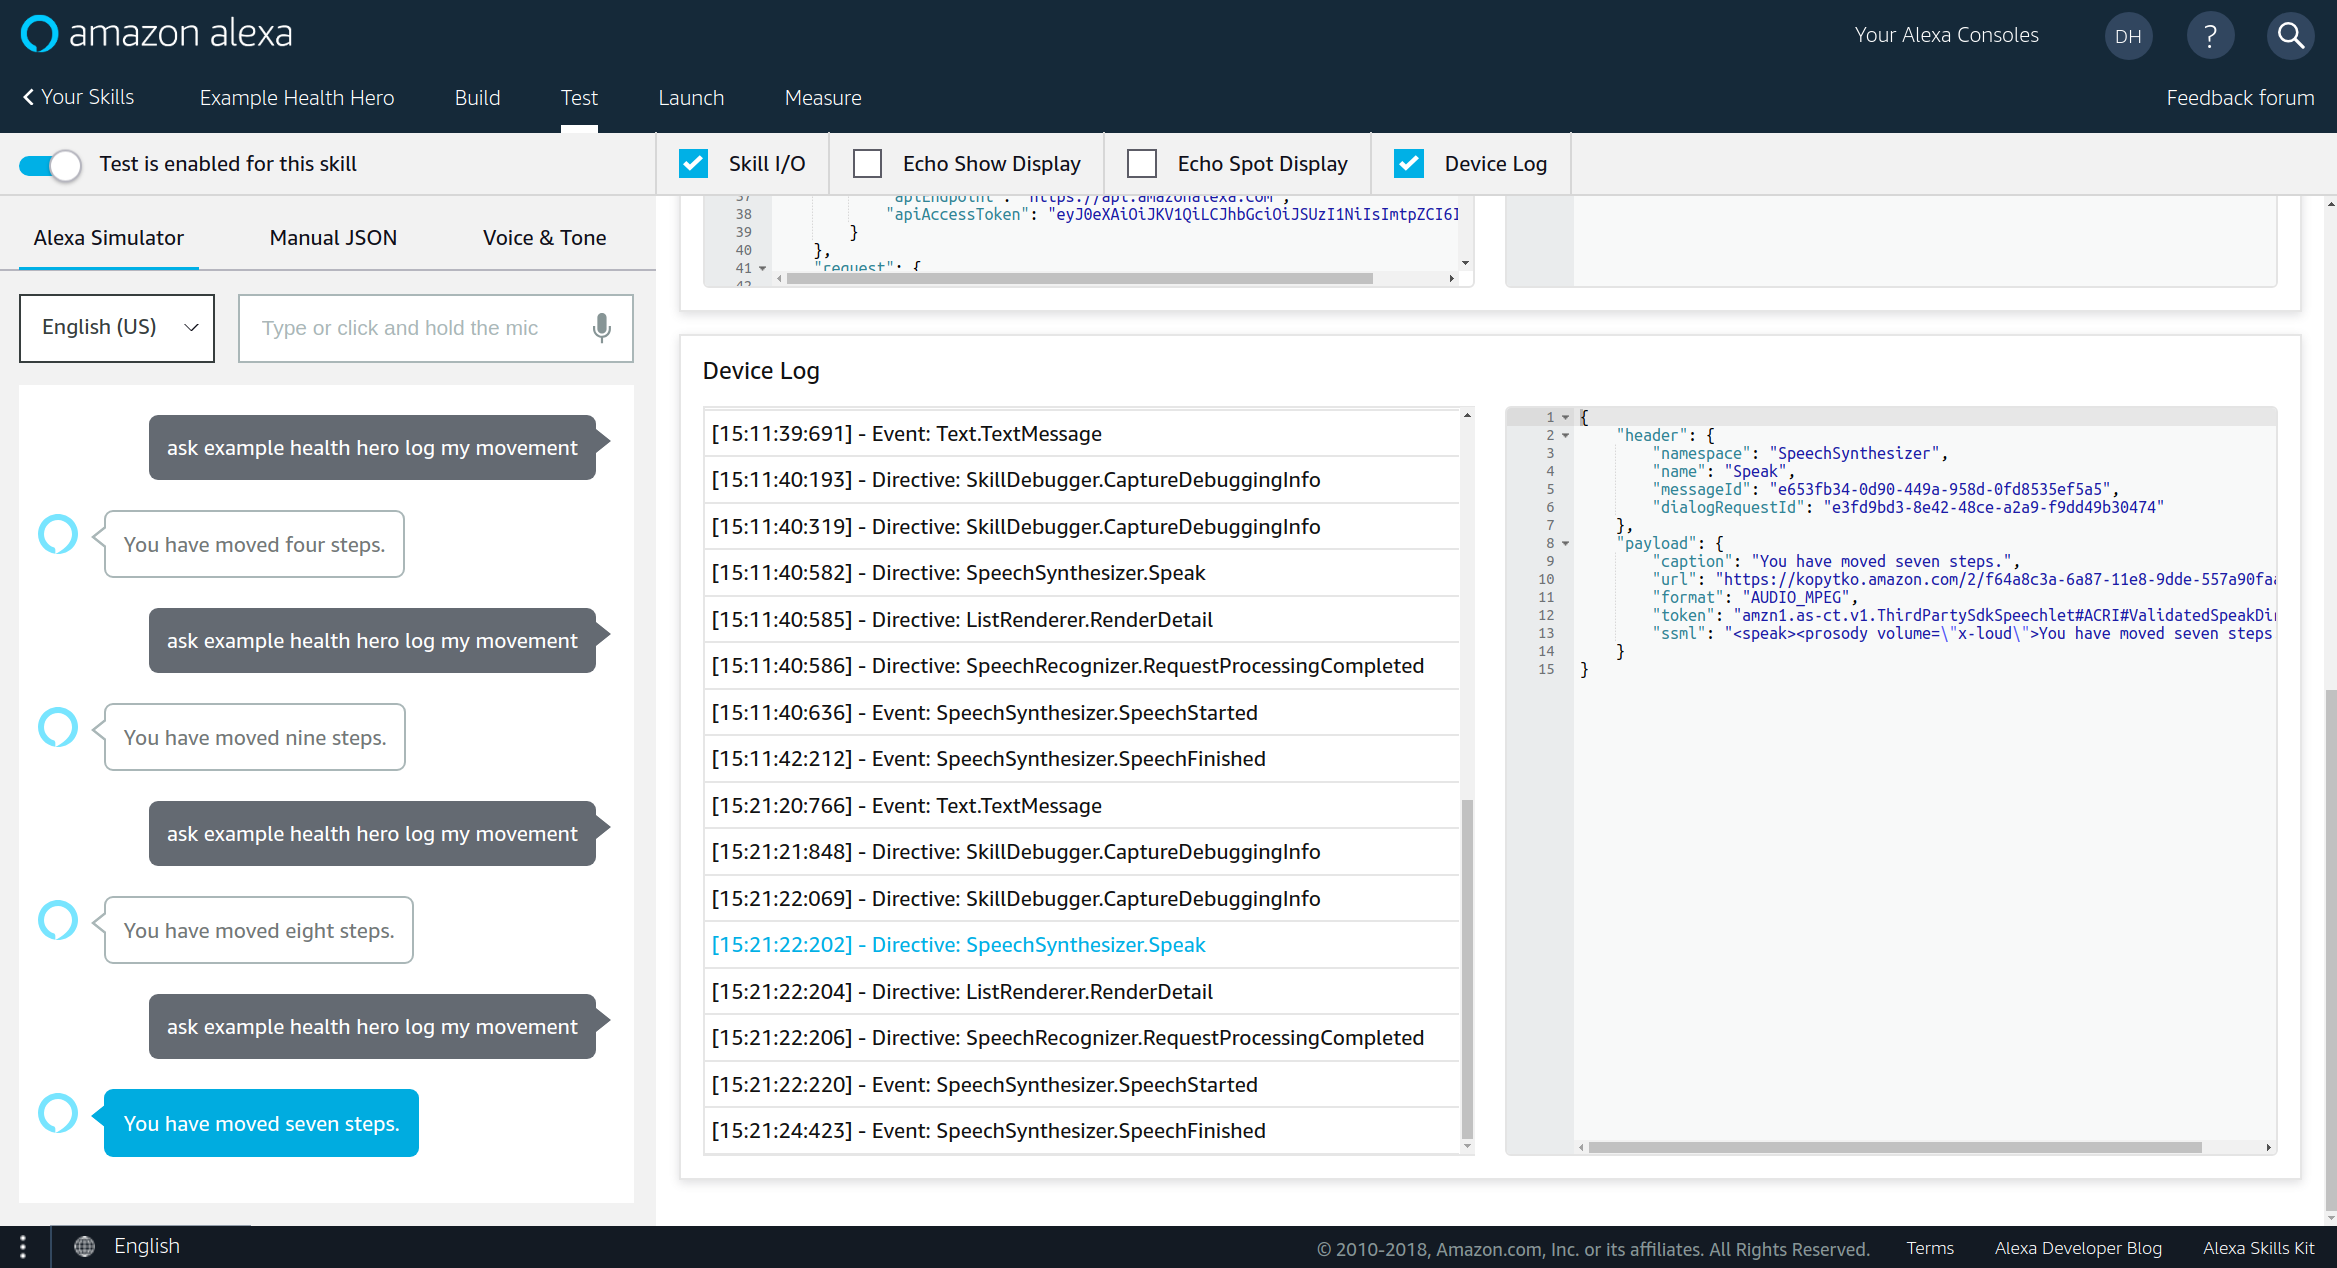 amazon alexa
Your Alexa Consoles
DH
?
Your Skills
Example Health Hero
Build
Test
Launch
Measure
Feedback forum
Test is enabled for this skill
Skill I/O
Echo Show Display
Echo Spot Display
Device Log
Alexa Simulator
Manual JSON
Voice & Tone
English (US)
Type or click and hold the mic
ask example health hero log my movement
You have moved four steps.
ask example health hero log my movement
You have moved nine steps.
ask example health hero log my movement
You have moved eight steps.
ask example health hero log my movement
You have moved seven steps.
37 "apiEndpoint": "https://api.amazonalexa.com",
38 "apiAccessToken": "eyJ0eXAiOiJKV1QiLCJhbGciOiJSUzI1NiIsImtpZCI6I
39 }
40 },
41 "request": {
42
Device Log
[15:11:39:691] - Event: Text.TextMessage
[15:11:40:193] - Directive: SkillDebugger.CaptureDebuggingInfo
[15:11:40:319] - Directive: SkillDebugger.CaptureDebuggingInfo
[15:11:40:582] - Directive: SpeechSynthesizer.Speak
[15:11:40:585] - Directive: ListRenderer.RenderDetail
[15:11:40:586] - Directive: SpeechRecognizer.RequestProcessingCompleted
[15:11:40:636] - Event: SpeechSynthesizer.SpeechStarted
[15:11:42:212] - Event: SpeechSynthesizer.SpeechFinished
[15:21:20:766] - Event: Text.TextMessage
[15:21:21:848] - Directive: SkillDebugger.CaptureDebuggingInfo
[15:21:22:069] - Directive: SkillDebugger.CaptureDebuggingInfo
[15:21:22:202] - Directive: SpeechSynthesizer.Speak
[15:21:22:204] - Directive: ListRenderer.RenderDetail
[15:21:22:206] - Directive: SpeechRecognizer.RequestProcessingCompleted
[15:21:22:220] - Event: SpeechSynthesizer.SpeechStarted
[15:21:24:423] - Event: SpeechSynthesizer.SpeechFinished
1 {
2 "header": {
3 "namespace": "SpeechSynthesizer",
4 "name": "Speak",
5 "messageId": "e653fb34-0d90-449a-958d-0fd8535ef5a5",
6 "dialogRequestId": "e3fd9bd3-8e42-48ce-a2a9-f9dd49b30474"
7 },
8 "payload": {
9 "caption": "You have moved seven steps.",
10 "url": "https://kopytko.amazon.com/2/f64a8c3a-6a87-11e8-9dde-557a90faa
11 "format": "AUDIO_MPEG",
12 "token": "amzn1.as-ct.v1.ThirdPartySdkSpeechlet#ACRI#ValidatedSpeakDir
13 "ssml": "<speak><prosody volume=\"x-loud\">You have moved seven steps
14 }
15 }
English
© 2010-2018, Amazon.com, Inc. or its affiliates. All Rights Reserved.
Terms
Alexa Developer Blog
Alexa Skills Kit